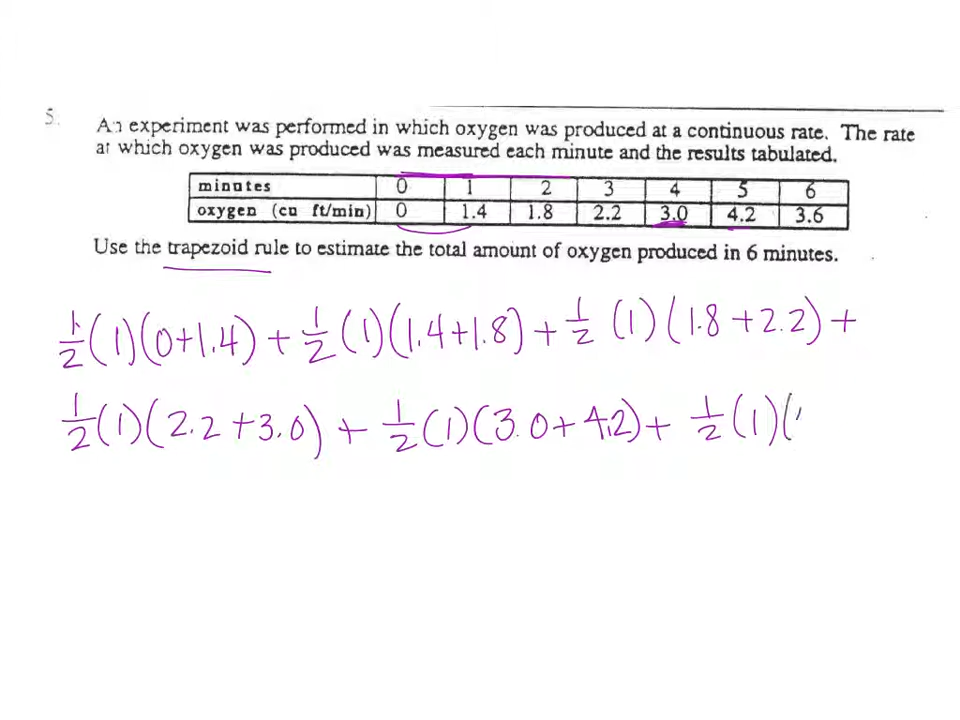 5.
An experiment was performed in which oxygen was produced at a continuous rate. The rate
at which oxygen was produced was measured each minute and the results tabulated.
minutes 0 1 2 3 4 5 6
oxygen (cu ft/min) 0 1.4 1.8 2.2 3.0 4.2 3.6
Use the trapezoid rule to estimate the total amount of oxygen produced in 6 minutes.
1/2(1)(0+1.4)+1/2(1)(1.4+1.8)+1/2(1)(1.8+2.2)+
1/2(1)(2.2+3.0)+1/2(1)(3.0+4.2)+1/2(1)(